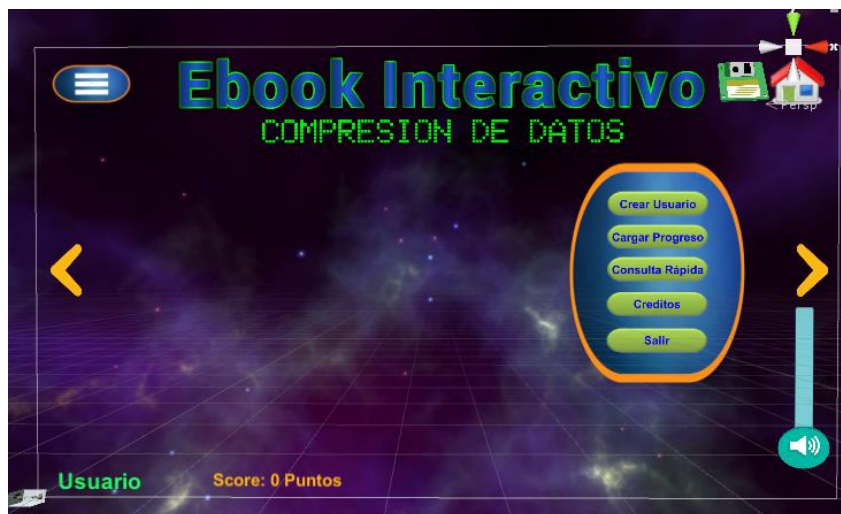 Ebook Interactivo
COMPRESION DE DATOS
< Persp
Crear Usuario
Cargar Progreso
Consulta Rápida
Creditos
Salir
Usuario
Score: 0 Puntos